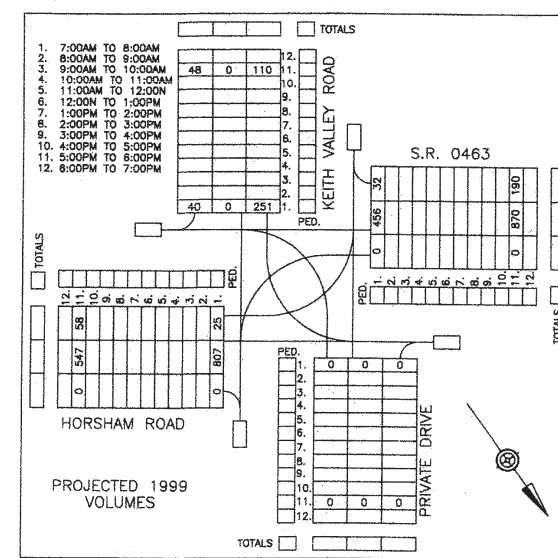 TOTALS
1. 7:00AM TO 8:00AM
2. 8:00AM TO 9:00AM
3. 9:00AM TO 10:00AM
4. 10:00AM TO 11:00AM
5. 11:00AM TO 12:00N
6. 12:00N TO 1:00PM
7. 1:00PM TO 2:00PM
8. 2:00PM TO 3:00PM
9. 3:00PM TO 4:00PM
10. 4:00PM TO 5:00PM
11. 5:00PM TO 6:00PM
12. 6:00PM TO 7:00PM
12.
48 0 110 11.
10.
9.
8.
7.
6.
5.
4.
3.
2.
40 0 251 1.
PED.
KEITH VALLEY ROAD
S.R. 0463
32 190
456 870
0 0
PED. 1. 2. 3. 4. 5. 6. 7. 8. 9. 10. 11. 12.
TOTALS
TOTALS
PED.
12. 11. 10. 9. 8. 7. 6. 5. 4. 3. 2. 1.
58 25
547 807
0 0
HORSHAM ROAD
PED.
1. 0 0 0
2.
3.
4.
5.
6.
7.
8.
9.
10.
11. 0 0 0
12.
PRIVATE DRIVE
TOTALS
PROJECTED 1999
VOLUMES